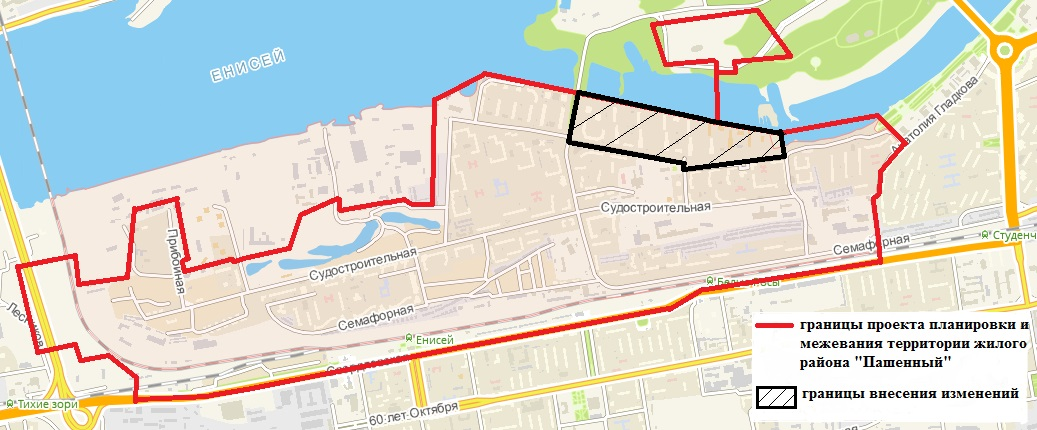 ЕНИСЕЙ
Анатолия Гладкова
Судостроительная
Прибойная
Студенч
Семафорная
Судостроительная
Семафорная
Енисей
Тихие зори
60 лет Октября
границы проекта планировки и
межевания территории жилого
района "Пашенный"
границы внесения изменений